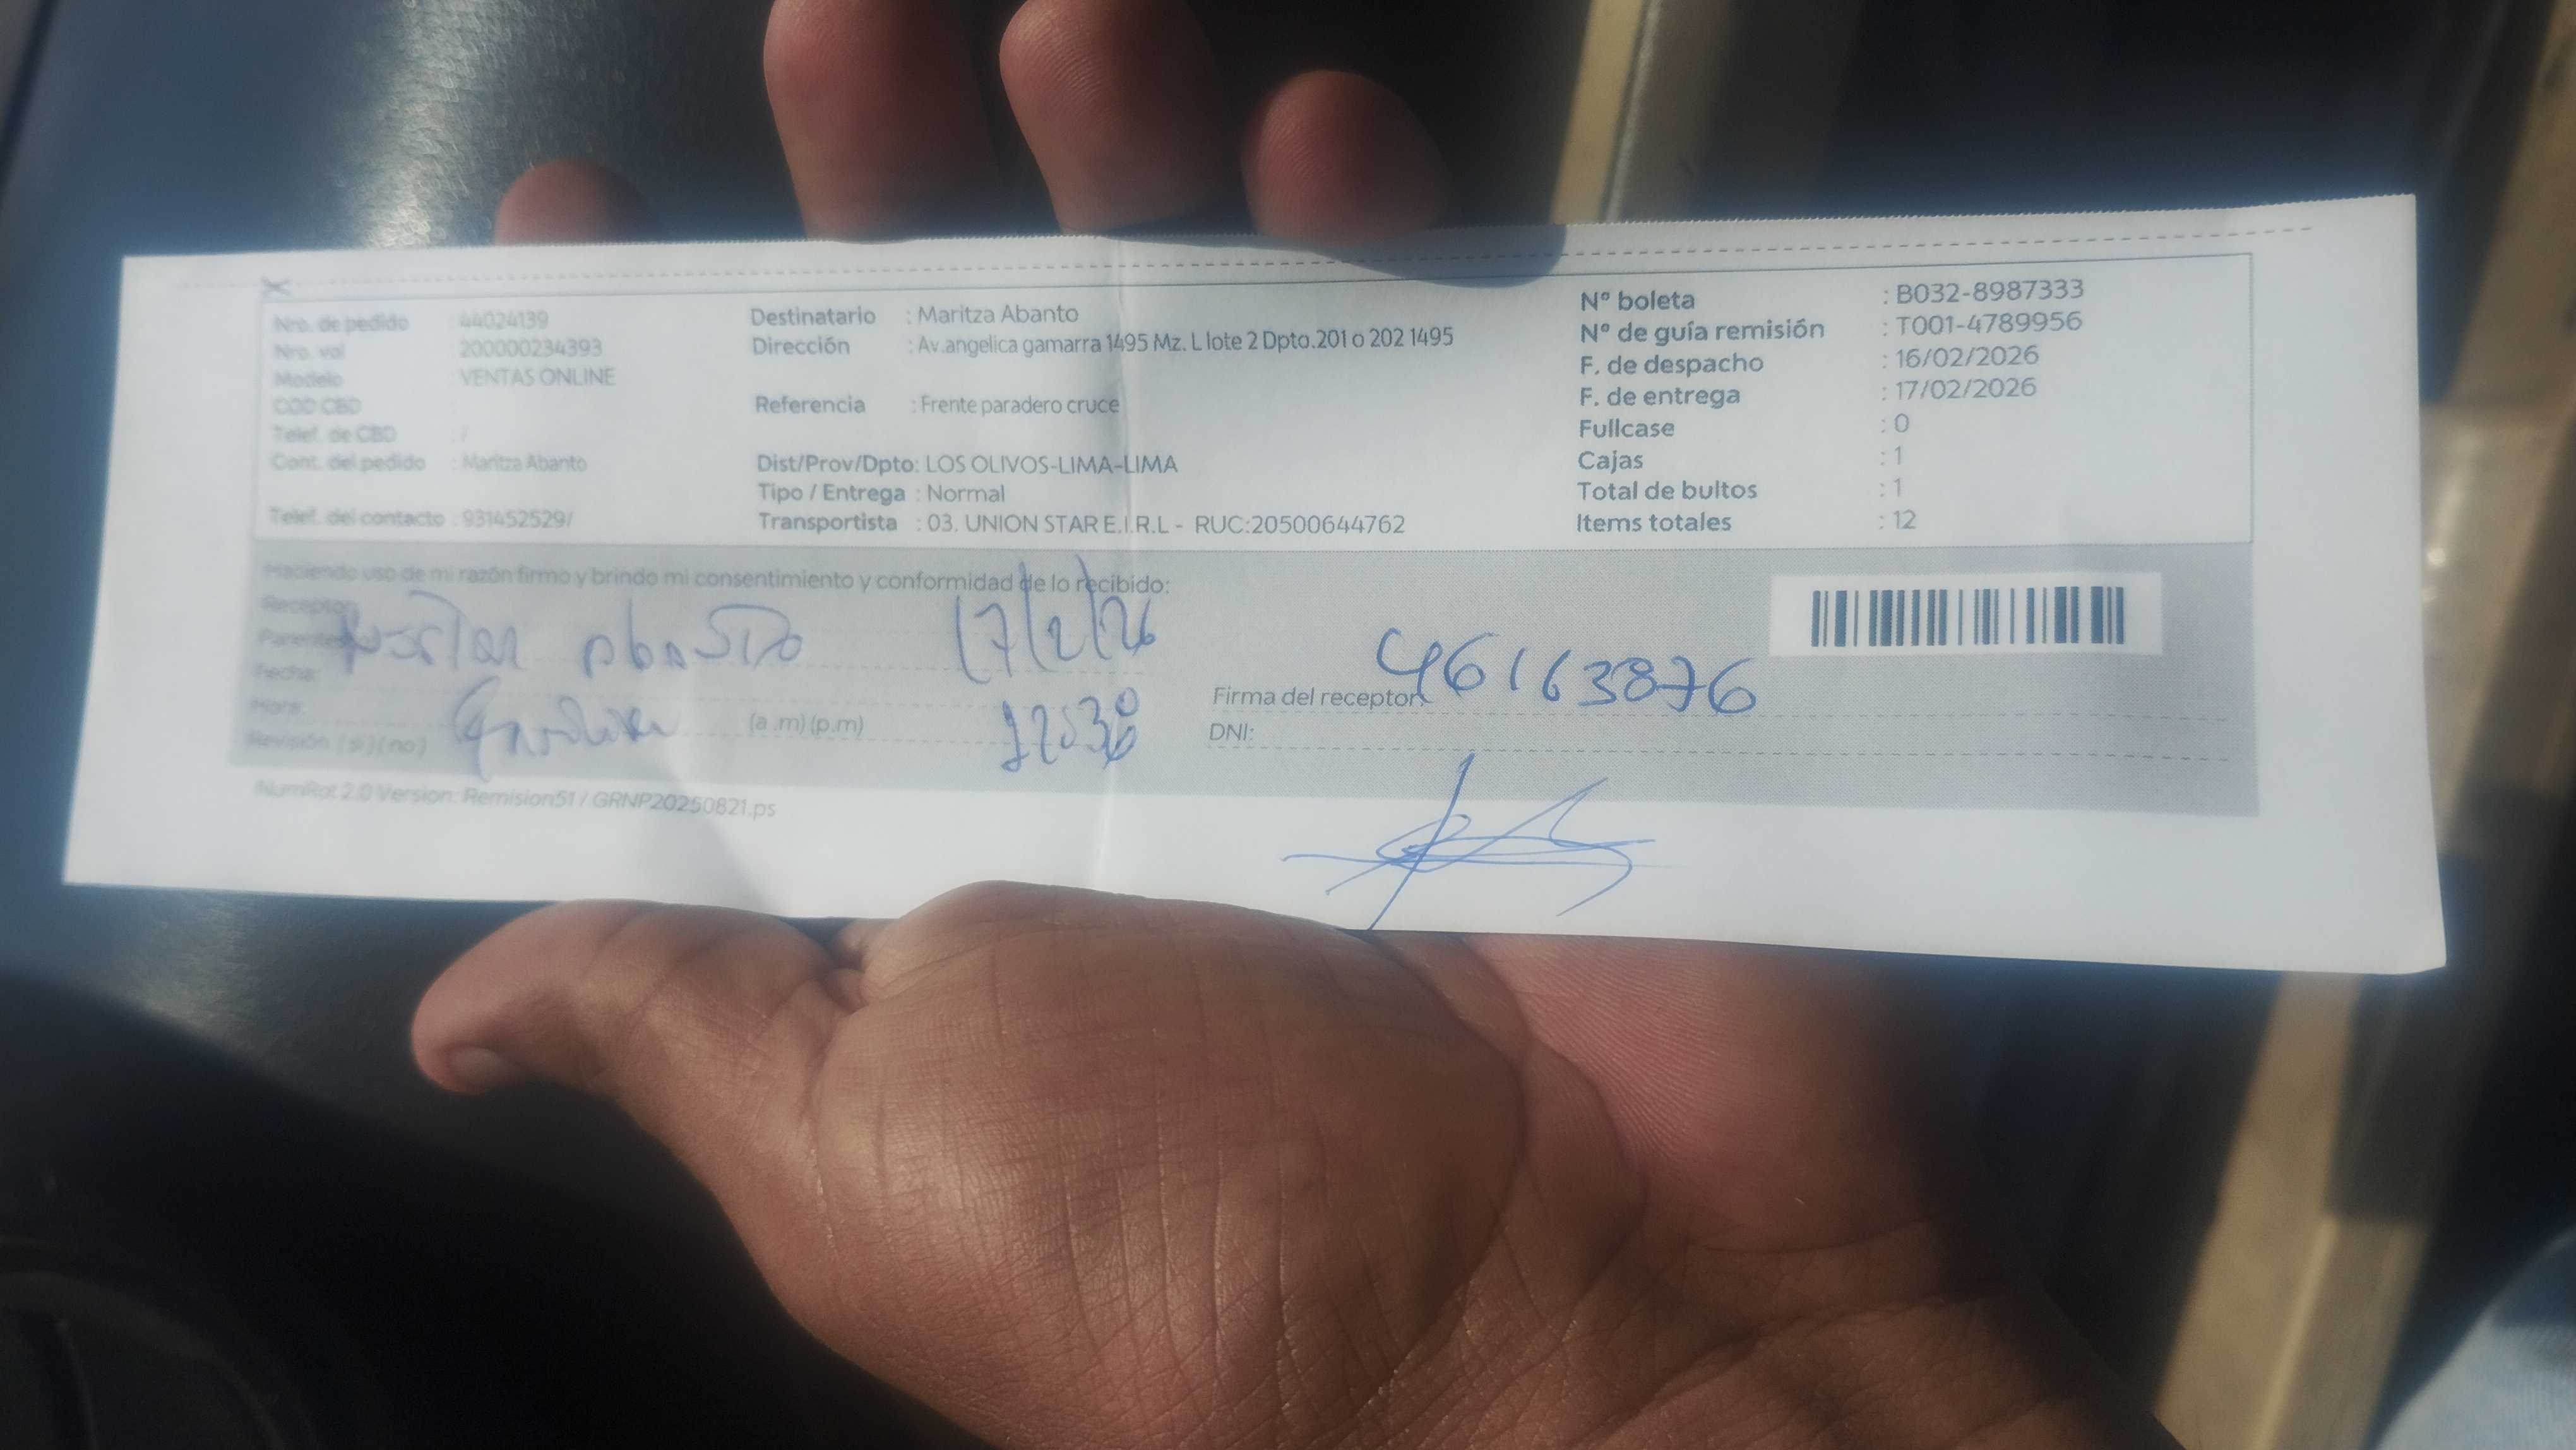 Nro. de pedido : 44024139
Nro. val 200000234393
Modelo VENTAS ONLINE
COD CBD :
Telef. de CBD : /
Cont. del pedido : Maritza Abanto
Telef. del contacto : 931452529/
Destinatario : Maritza Abanto
Dirección : Av.angelica gamarra 1495 Mz. L lote 2 Dpto.201 o 202 1495
Referencia : Frente paradero cruce
Dist/Prov/Dpto: LOS OLIVOS-LIMA-LIMA
Tipo / Entrega : Normal
Transportista : 03. UNION STAR E.I.R.L - RUC:20500644762
Nº boleta : B032-8987333
Nº de guía remisión : T001-4789956
F. de despacho : 16/02/2026
F. de entrega : 17/02/2026
Fullcase : 0
Cajas : 1
Total de bultos : 1
Items totales : 12
Haciendo uso de mi razón firmo y brindo mi consentimiento y conformidad de lo recibido:
Receptor
Parentesco
abanto 17/2/26
Fecha:
Hora: (a .m) (p.m)
Revisión (si) (no)
Firma del receptor: 46163876
DNI:
NumRot 2.0 Version: Remision51 / GRNP20250821.ps